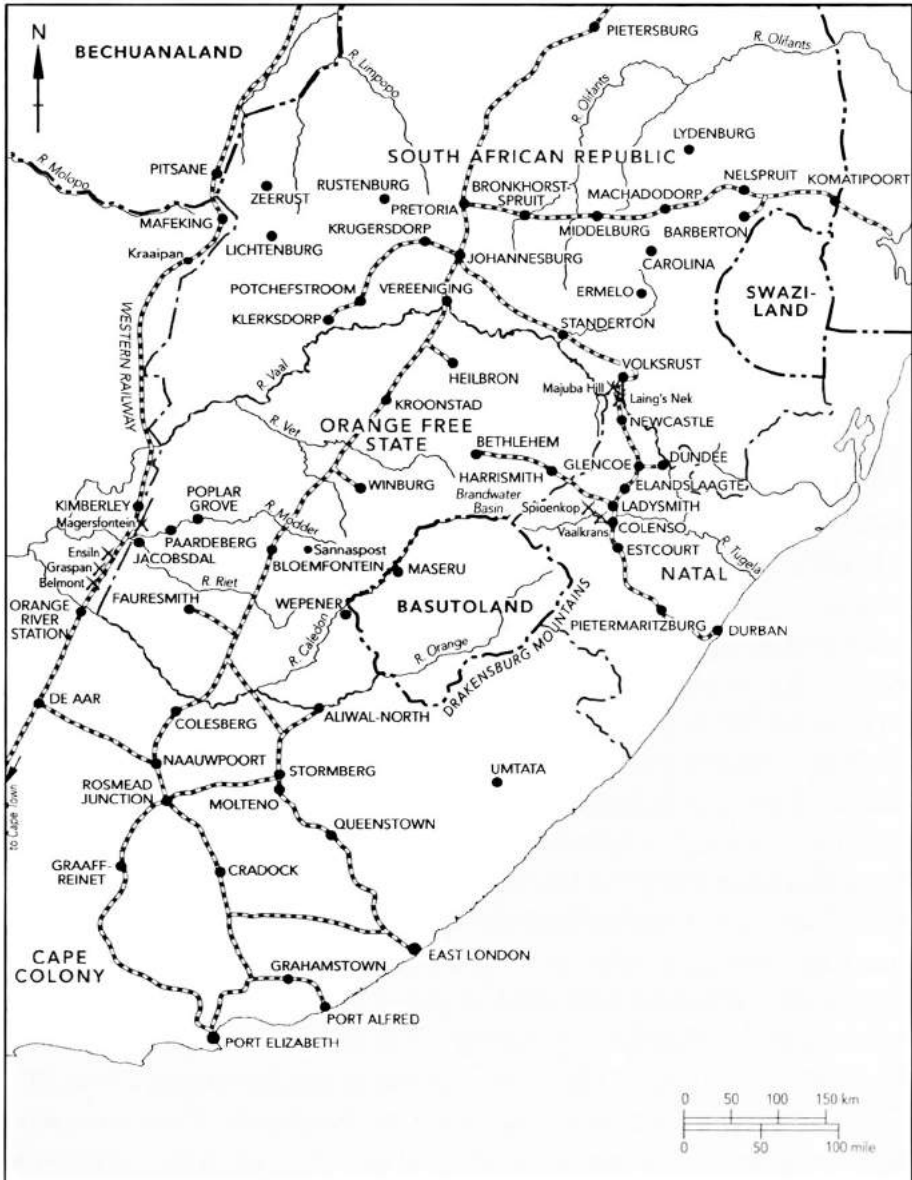 N
BECHUANALAND
PIETERSBURG
R. Limpopo
R. Olifants
R. Olifants
LYDENBURG
R. Molopo
PITSANE
SOUTH AFRICAN REPUBLIC
ZEERUST
RUSTENBURG
PRETORIA
BRONKHORST-
SPRUIT
MACHADODORP
NELSPRUIT
KOMATIPOORT
MAFEKING
KRUGERSDORP
MIDDELBURG
BARBERTON
Kraaipan
LICHTENBURG
JOHANNESBURG
CAROLINA
POTCHEFSTROOM
VEREENIGING
ERMELO
SWAZI-
LAND
KLERKSDORP
STANDERTON
WESTERN RAILWAY
R. Vaal
HEILBRON
VOLKSRUST
Majuba Hill
Laing's Nek
KROONSTAD
NEWCASTLE
R. Vet
ORANGE FREE
STATE
BETHLEHEM
GLENCOE
DUNDEE
HARRISMITH
ELANDSLAAGTE
WINBURG
Brandwater
Basin
Spioenkop
LADYSMITH
KIMBERLEY
POPLAR
GROVE
Magersfontein
R. Modder
Vaalkrans
COLENSO
PAARDEBERG
Sannaspost
ESTCOURT
R. Tugela
Ensiln
JACOBSDAL
BLOEMFONTEIN
MASERU
NATAL
Graspan
Belmont
R. Riet
ORANGE
RIVER
STATION
FAURESMITH
WEPENER
BASUTOLAND
PIETERMARITZBURG
DURBAN
R. Caledon
R. Orange
DRAKENSBURG MOUNTAINS
DE AAR
COLESBERG
ALIWAL-NORTH
NAAUWPOORT
STORMBERG
UMTATA
ROSMEAD
JUNCTION
MOLTENO
to Cape Town
QUEENSTOWN
GRAAFF-
REINET
CRADOCK
CAPE
COLONY
EAST LONDON
GRAHAMSTOWN
PORT ALFRED
PORT ELIZABETH
0 50 100 150 km
0 50 100 mile